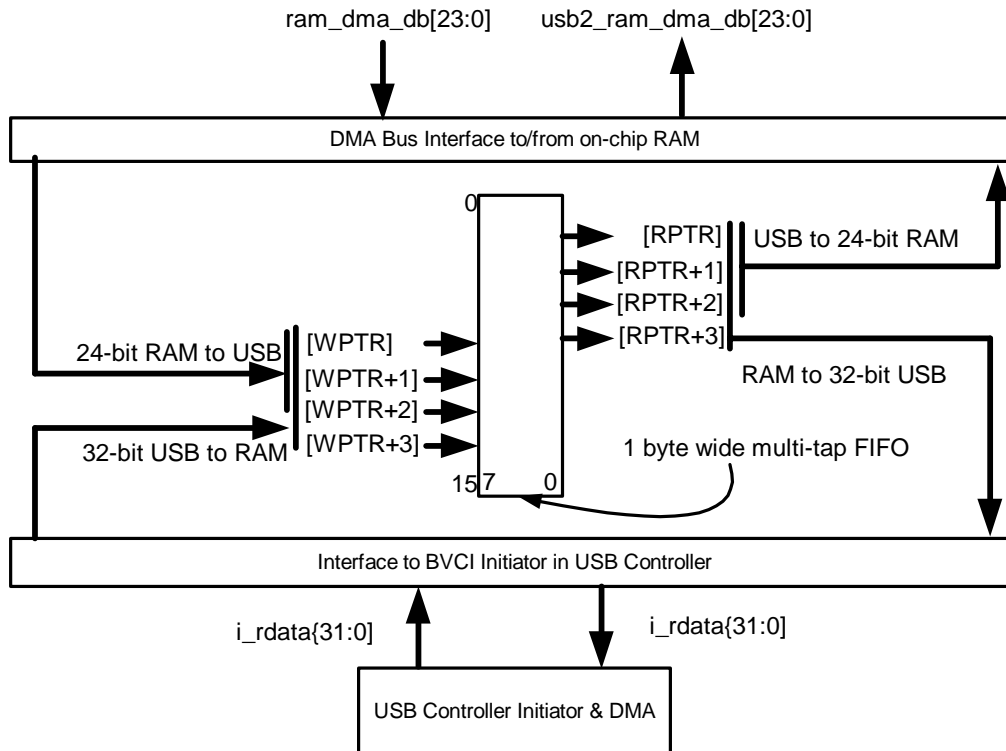 ram_dma_db[23:0]
usb2_ram_dma_db[23:0]
DMA Bus Interface to/from on-chip RAM
0
[RPTR]
USB to 24-bit RAM
[RPTR+1]
[RPTR+2]
[RPTR+3]
[WPTR]
24-bit RAM to USB
[WPTR+1]
RAM to 32-bit USB
[WPTR+2]
[WPTR+3]
32-bit USB to RAM
1 byte wide multi-tap FIFO
15
7
0
Interface to BVCI Initiator in USB Controller
i_rdata{31:0]
i_rdata{31:0]
USB Controller Initiator & DMA